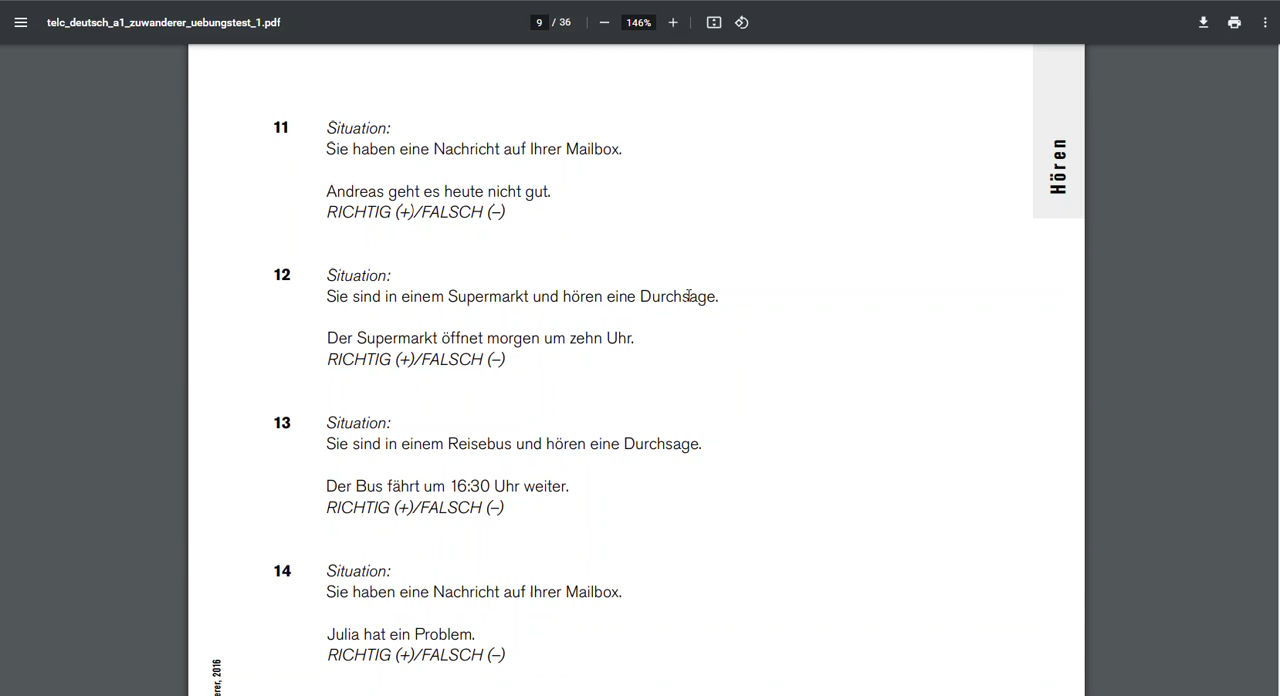 telc_deutsch_a1_zuwanderer_uebungstest_1.pdf
9 / 36
146%
Hören
11 Situation:
Sie haben eine Nachricht auf Ihrer Mailbox.
Andreas geht es heute nicht gut.
RICHTIG (+)/FALSCH (–)
12 Situation:
Sie sind in einem Supermarkt und hören eine Durchsage.
Der Supermarkt öffnet morgen um zehn Uhr.
RICHTIG (+)/FALSCH (–)
13 Situation:
Sie sind in einem Reisebus und hören eine Durchsage.
Der Bus fährt um 16:30 Uhr weiter.
RICHTIG (+)/FALSCH (–)
14 Situation:
Sie haben eine Nachricht auf Ihrer Mailbox.
Julia hat ein Problem.
RICHTIG (+)/FALSCH (–)
erer, 2016